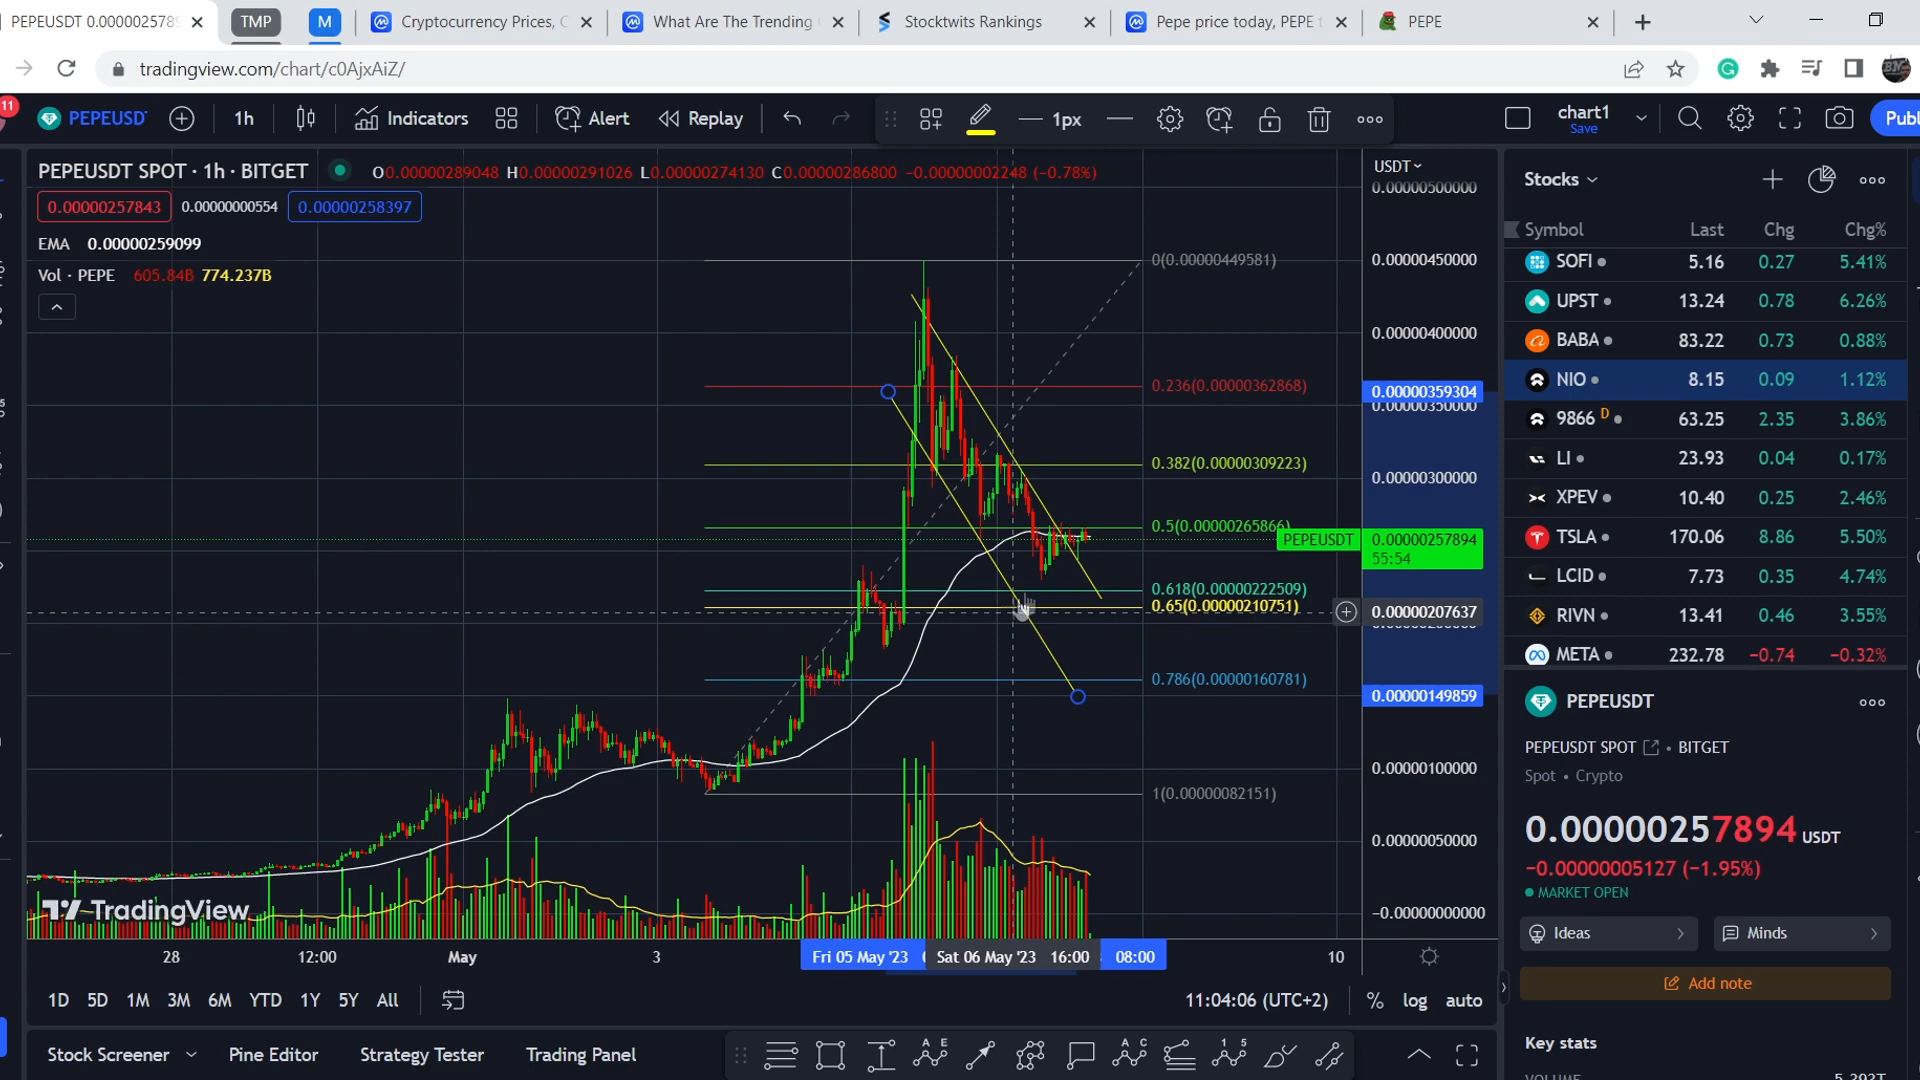 PEPEUSDT 0.0000025789
TMP
M
Cryptocurrency Prices, C
What Are The Trending
Stocktwits Rankings
Pepe price today, PEPE t
PEPE
tradingview.com/chart/c0AjxAiZ/
11
PEPEUSDT
1h
Indicators
Alert
Replay
1px
chart1
Save
Publ
PEPEUSDT SPOT · 1h · BITGET
O0.00000289048 H0.00000291026 L0.00000274130 C0.00000286800 −0.00000002248 (−0.78%)
0.00000257843
0.00000000554
0.00000258397
EMA 0.00000259099
Vol · PEPE 605.84B 774.237B
USDT
0.00000500000
0.00000450000
0.00000400000
0.00000359304
0.00000350000
0.00000300000
PEPEUSDT
0.00000257894
55:54
0.00000207637
0.00000149859
0.00000100000
0.00000050000
−0.00000000000
0(0.00000449581)
0.236(0.00000362868)
0.382(0.00000309223)
0.5(0.00000265866)
0.618(0.00000222509)
0.65(0.00000210751)
0.786(0.00000160781)
1(0.00000082151)
TradingView
28
12:00
May
3
Fri 05 May '23
Sat 06 May '23 16:00
08:00
10
1D 5D 1M 3M 6M YTD 1Y 5Y All
11:04:06 (UTC+2)
% log auto
Stock Screener
Pine Editor
Strategy Tester
Trading Panel
Stocks
Symbol Last Chg Chg%
SOFI 5.16 0.27 5.41%
UPST 13.24 0.78 6.26%
BABA 83.22 0.73 0.88%
NIO 8.15 0.09 1.12%
9866 D 63.25 2.35 3.86%
LI 23.93 0.04 0.17%
XPEV 10.40 0.25 2.46%
TSLA 170.06 8.86 5.50%
LCID 7.73 0.35 4.74%
RIVN 13.41 0.46 3.55%
META 232.78 −0.74 −0.32%
PEPEUSDT
PEPEUSDT SPOT • BITGET
Spot • Crypto
0.00000257894 USDT
−0.00000005127 (−1.95%)
MARKET OPEN
Ideas
Minds
Add note
Key stats